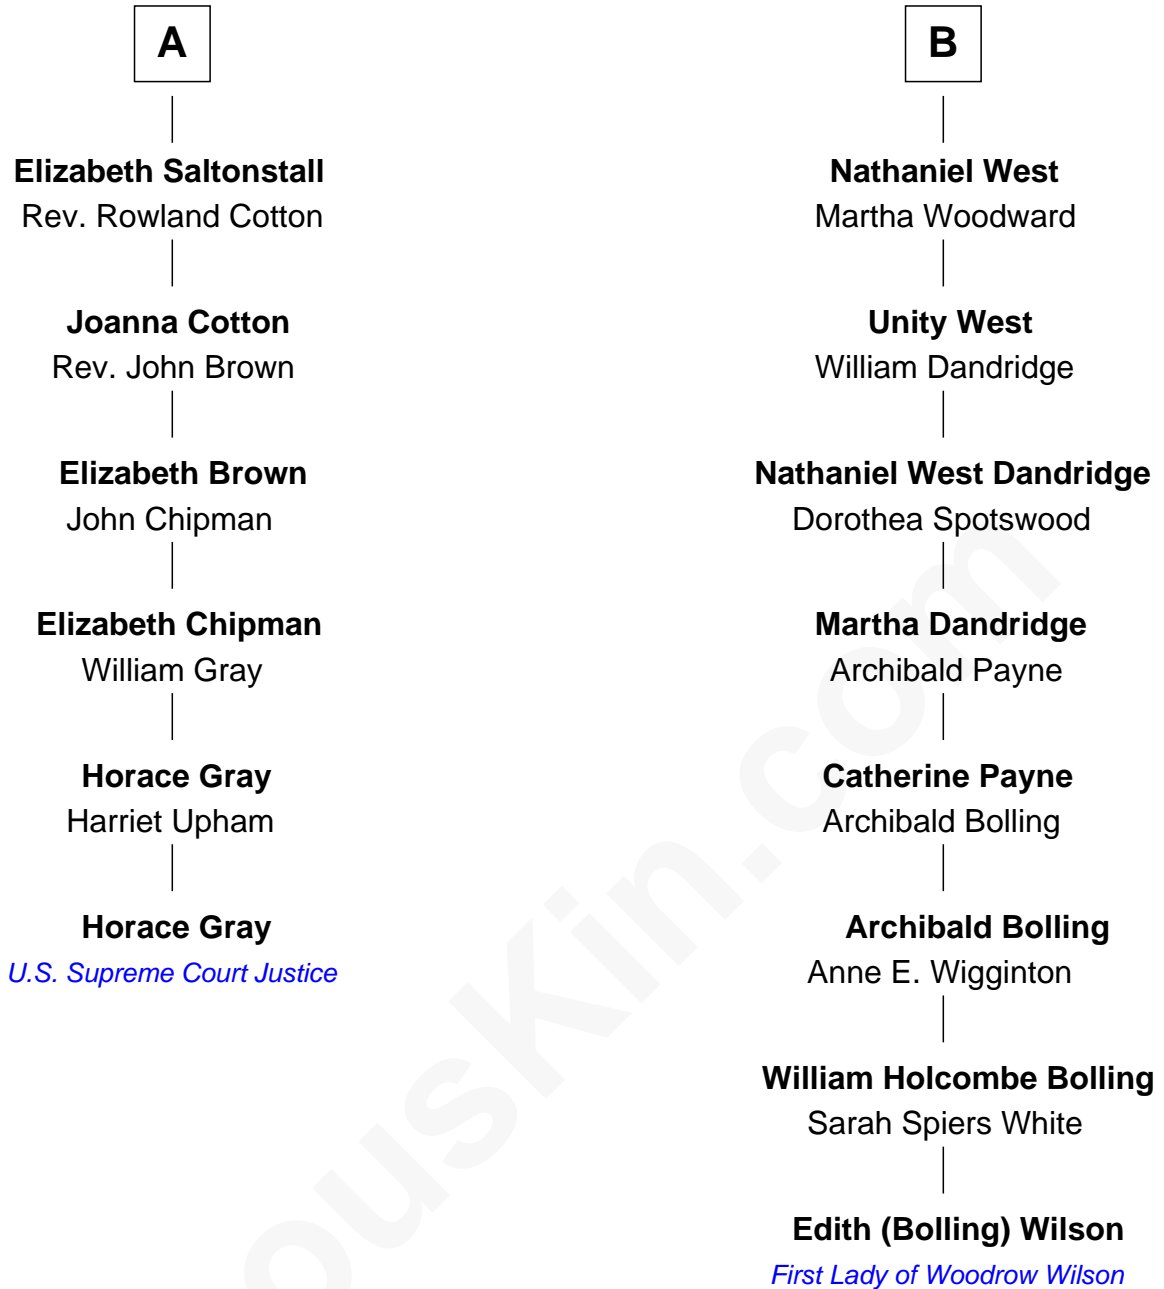 A
Elizabeth Saltonstall
Rev. Rowland Cotton
Joanna Cotton
Rev. John Brown
Elizabeth Brown
John Chipman
Elizabeth Chipman
William Gray
Horace Gray
Harriet Upham
Horace Gray
U.S. Supreme Court Justice
B
Nathaniel West
Martha Woodward
Unity West
William Dandridge
Nathaniel West Dandridge
Dorothea Spotswood
Martha Dandridge
Archibald Payne
Catherine Payne
Archibald Bolling
Archibald Bolling
Anne E. Wigginton
William Holcombe Bolling
Sarah Spiers White
Edith (Bolling) Wilson
First Lady of Woodrow Wilson
ousKin.com